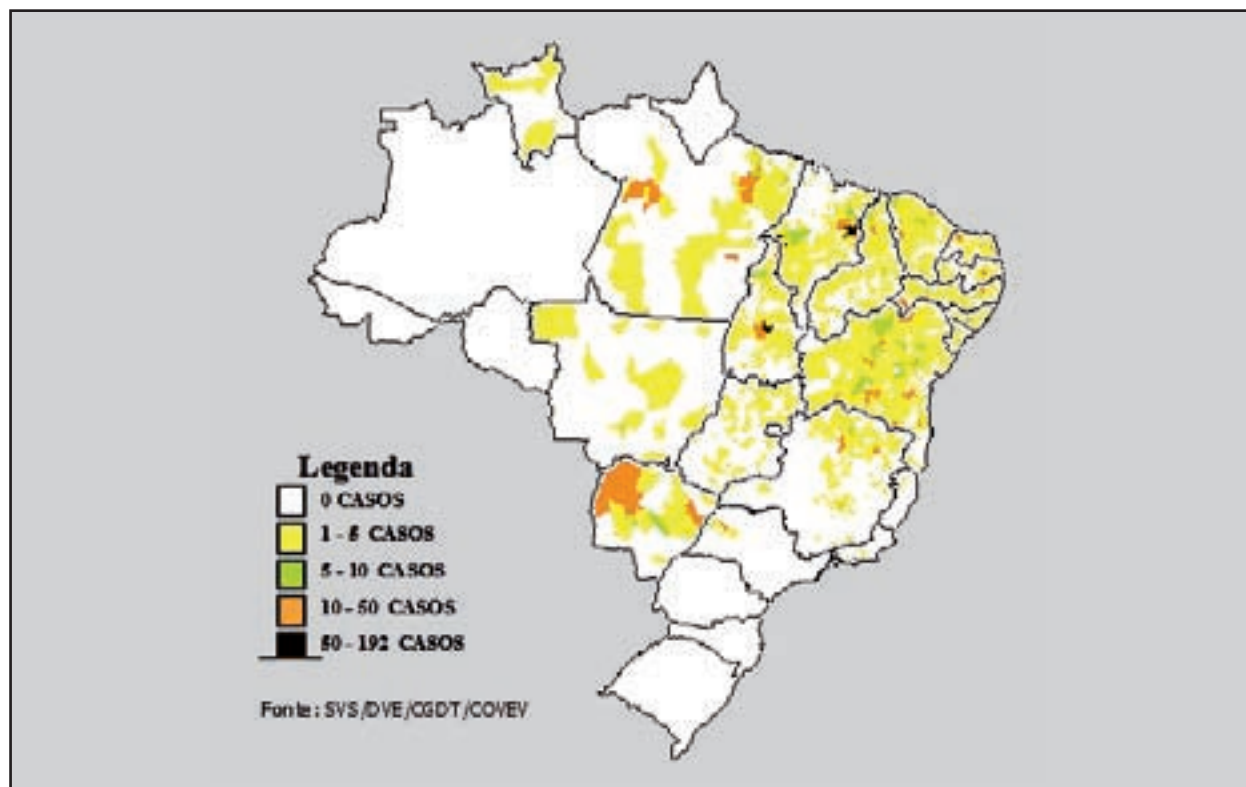 Legenda
0 CASOS
1 - 5 CASOS
5 - 10 CASOS
10 - 50 CASOS
50 - 192 CASOS
Fonte: SVS/DVE/CGDT/COVEV